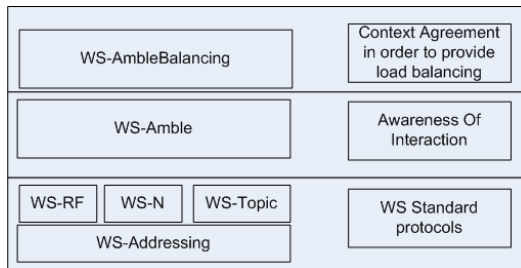 WS-AmbleBalancing
Context Agreement
in order to provide
load balancing
WS-Amble
Awareness Of
Interaction
WS-RF
WS-N
WS-Topic
WS-Addressing
WS Standard
protocols